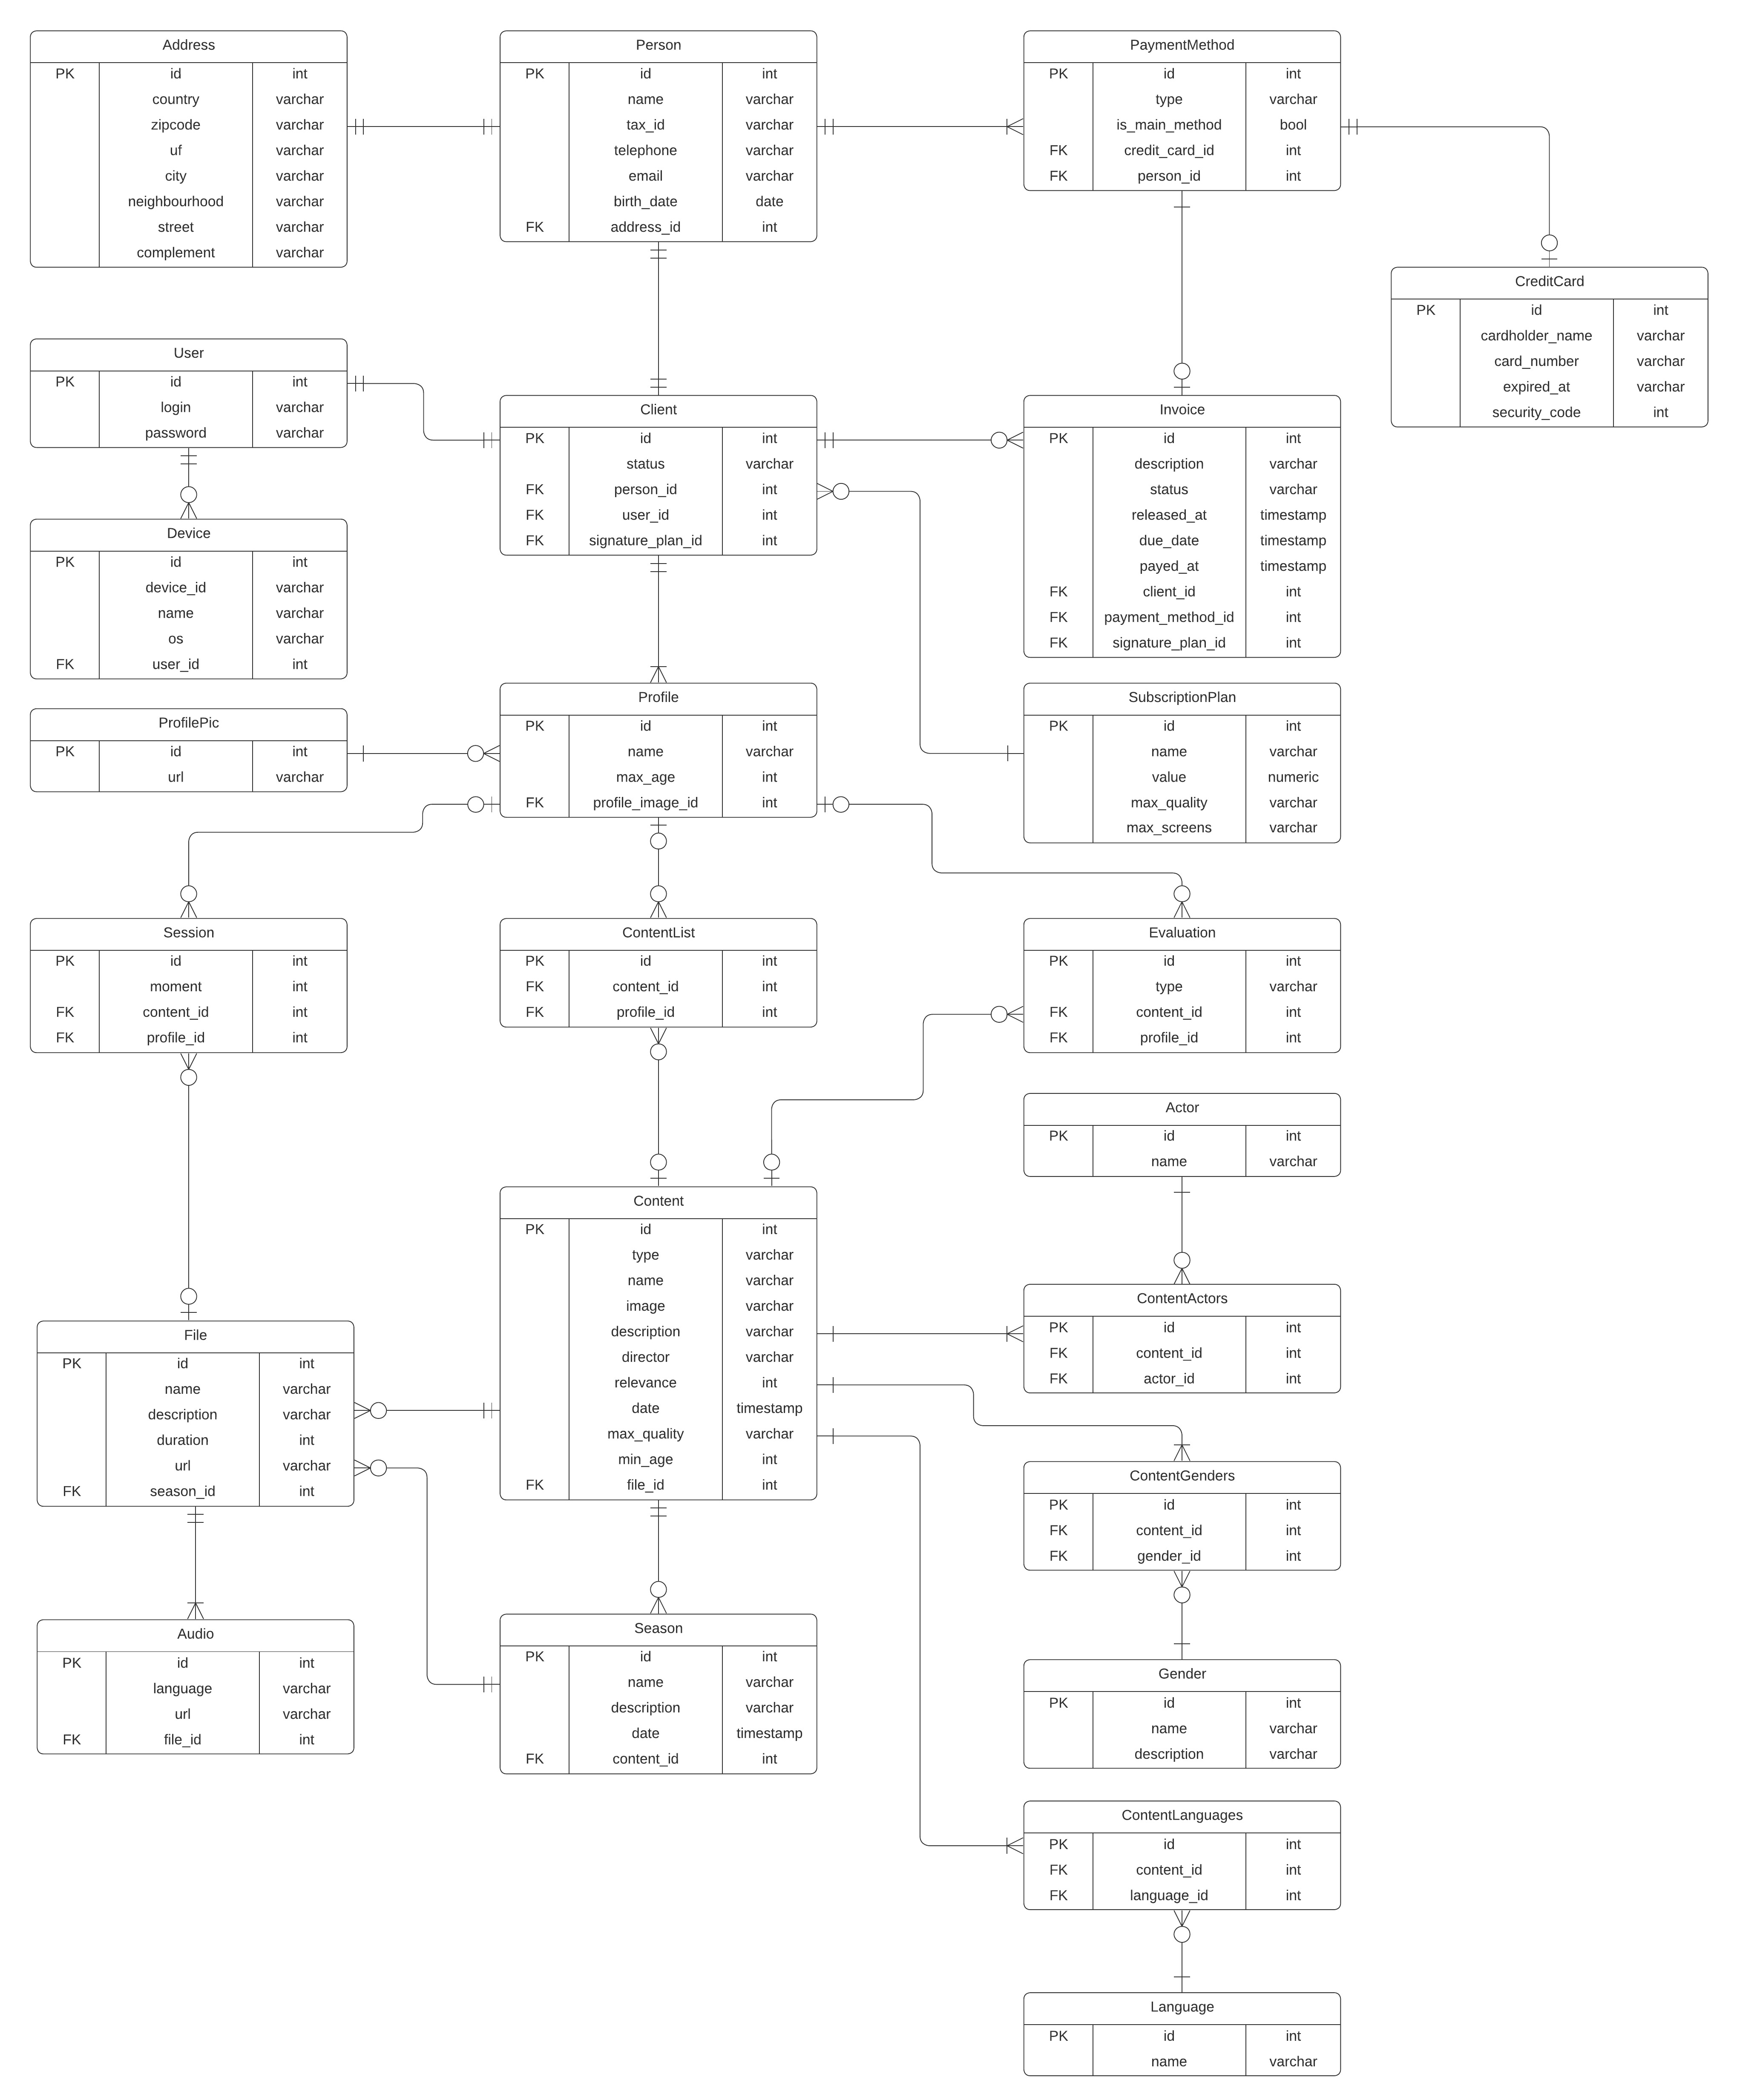 Address
PK id int
country varchar
zipcode varchar
uf varchar
city varchar
neighbourhood varchar
street varchar
complement varchar
Person
PK id int
name varchar
tax_id varchar
telephone varchar
email varchar
birth_date date
FK address_id int
PaymentMethod
PK id int
type varchar
is_main_method bool
FK credit_card_id int
FK person_id int
CreditCard
PK id int
cardholder_name varchar
card_number varchar
expired_at varchar
security_code int
User
PK id int
login varchar
password varchar
Client
PK id int
status varchar
FK person_id int
FK user_id int
FK signature_plan_id int
Invoice
PK id int
description varchar
status varchar
released_at timestamp
due_date timestamp
payed_at timestamp
FK client_id int
FK payment_method_id int
FK signature_plan_id int
Device
PK id int
device_id varchar
name varchar
os varchar
FK user_id int
ProfilePic
PK id int
url varchar
Profile
PK id int
name varchar
max_age int
FK profile_image_id int
SubscriptionPlan
PK id int
name varchar
value numeric
max_quality varchar
max_screens varchar
Session
PK id int
moment int
FK content_id int
FK profile_id int
ContentList
PK id int
FK content_id int
FK profile_id int
Evaluation
PK id int
type varchar
FK content_id int
FK profile_id int
Actor
PK id int
name varchar
Content
PK id int
type varchar
name varchar
image varchar
description varchar
director varchar
relevance int
date timestamp
max_quality varchar
min_age int
FK file_id int
ContentActors
PK id int
FK content_id int
FK actor_id int
File
PK id int
name varchar
description varchar
duration int
url varchar
FK season_id int
ContentGenders
PK id int
FK content_id int
FK gender_id int
Audio
PK id int
language varchar
url varchar
FK file_id int
Season
PK id int
name varchar
description varchar
date timestamp
FK content_id int
Gender
PK id int
name varchar
description varchar
ContentLanguages
PK id int
FK content_id int
FK language_id int
Language
PK id int
name varchar